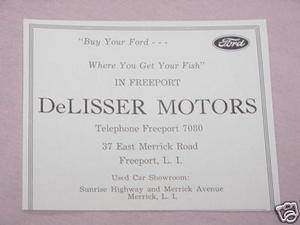 "Buy Your Ford - - -
Ford
Where You Get Your Fish"
IN FREEPORT
DeLISSER MOTORS
Telephone Freeport 7080
37 East Merrick Road
Freeport, L. I.
Used Car Showroom:
Sunrise Highway and Merrick Avenue
Merrick, L. I.
ebY